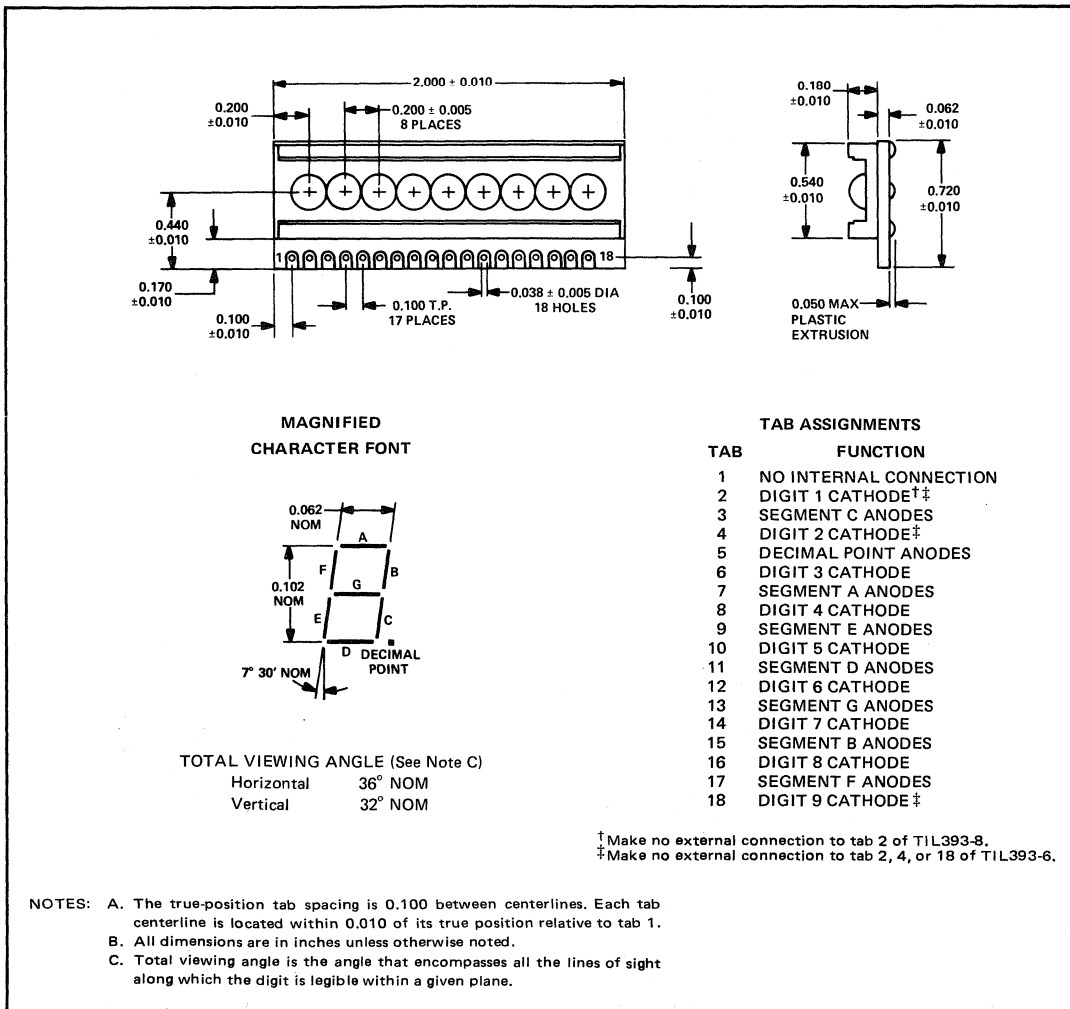 2.000 ± 0.010
0.200
±0.010
0.200 ± 0.005
8 PLACES
0.180
±0.010
0.062
±0.010
0.540
±0.010
0.720
±0.010
0.440
±0.010
1
18
0.170
±0.010
0.100
±0.010
0.100 T.P.
17 PLACES
0.038 ± 0.005 DIA
18 HOLES
0.100
±0.010
0.050 MAX
PLASTIC
EXTRUSION
MAGNIFIED
CHARACTER FONT
0.062
NOM
A
F
B
G
0.102
NOM
E
C
D
DECIMAL
POINT
7° 30′ NOM
TOTAL VIEWING ANGLE (See Note C)
Horizontal 36° NOM
Vertical 32° NOM
TAB ASSIGNMENTS
TAB FUNCTION
1 NO INTERNAL CONNECTION
2 DIGIT 1 CATHODE†‡
3 SEGMENT C ANODES
4 DIGIT 2 CATHODE‡
5 DECIMAL POINT ANODES
6 DIGIT 3 CATHODE
7 SEGMENT A ANODES
8 DIGIT 4 CATHODE
9 SEGMENT E ANODES
10 DIGIT 5 CATHODE
11 SEGMENT D ANODES
12 DIGIT 6 CATHODE
13 SEGMENT G ANODES
14 DIGIT 7 CATHODE
15 SEGMENT B ANODES
16 DIGIT 8 CATHODE
17 SEGMENT F ANODES
18 DIGIT 9 CATHODE‡
†Make no external connection to tab 2 of TIL393-8.
‡Make no external connection to tab 2, 4, or 18 of TIL393-6.
NOTES: A. The true-position tab spacing is 0.100 between centerlines. Each tab
centerline is located within 0.010 of its true position relative to tab 1.
B. All dimensions are in inches unless otherwise noted.
C. Total viewing angle is the angle that encompasses all the lines of sight
along which the digit is legible within a given plane.